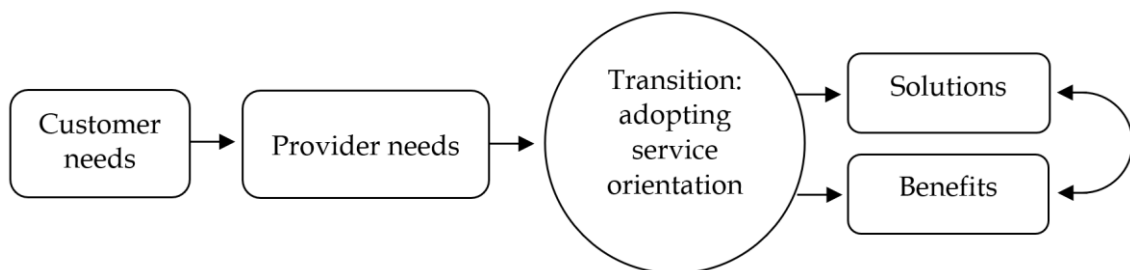 Customer
needs
Provider needs
Transition:
adopting
service
orientation
Solutions
Benefits